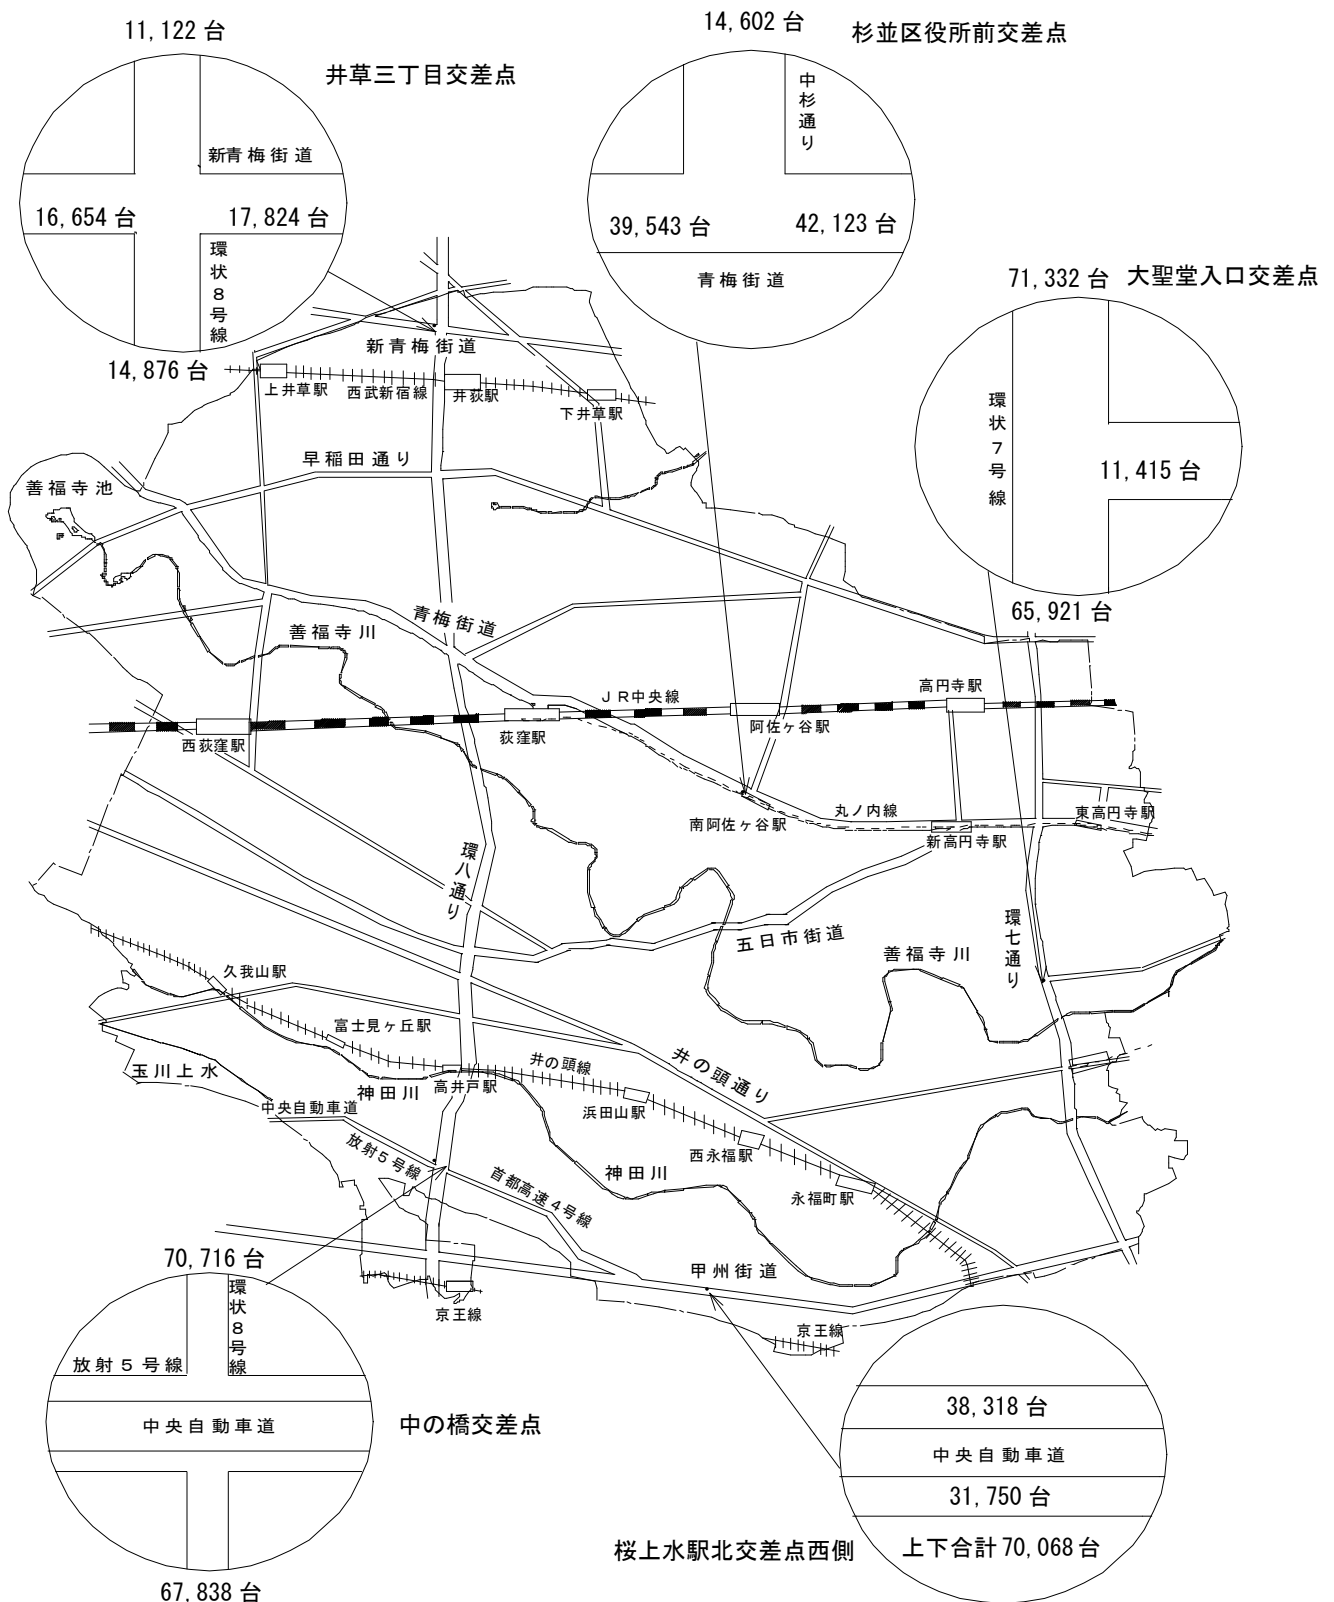 11,122 台
井草三丁目交差点
新青梅街道
16,654 台
17,824 台
環状8号線
14,876 台
14,602 台
杉並区役所前交差点
中杉通り
39,543 台
42,123 台
青梅街道
71,332 台
大聖堂入口交差点
環状7号線
11,415 台
65,921 台
新青梅街道
上井草駅
西武新宿線
井荻駅
下井草駅
早稲田通り
善福寺池
青梅街道
善福寺川
JR中央線
高円寺駅
阿佐ヶ谷駅
荻窪駅
西荻窪駅
丸ノ内線
南阿佐ヶ谷駅
新高円寺駅
東高円寺駅
環八通り
環七通り
五日市街道
善福寺川
久我山駅
富士見ヶ丘駅
玉川上水
神田川
高井戸駅
井の頭線
井の頭通り
浜田山駅
中央自動車道
放射5号線
首都高速4号線
神田川
西永福駅
永福町駅
甲州街道
京王線
京王線
70,716 台
環状8号線
放射5号線
中央自動車道
中の橋交差点
67,838 台
38,318 台
中央自動車道
31,750 台
上下合計 70,068 台
桜上水駅北交差点西側